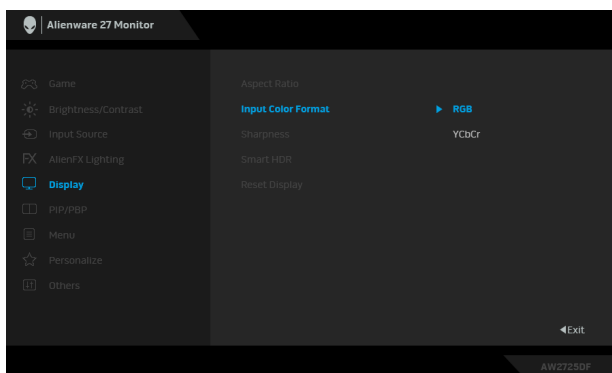 Alienware 27 Monitor
Game
Brightness/Contrast
Input Source
FX AlienFX Lighting
Display
PIP/PBP
Menu
Personalize
Others
Aspect Ratio
Input Color Format
Sharpness
Smart HDR
Reset Display
RGB
YCbCr
Exit
AW2725DF